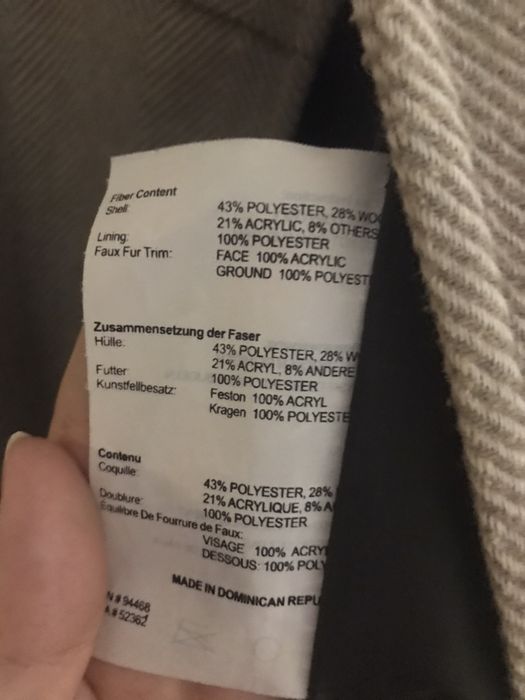 Fiber Content
Shell: 43% POLYESTER, 28% WO
21% ACRYLIC, 8% OTHERS
Lining: 100% POLYESTER
Faux Fur Trim: FACE 100% ACRYLIC
GROUND 100% POLYEST
Zusammensetzung der Faser
Hülle: 43% POLYESTER, 28% W
21% ACRYL, 8% ANDERE
Futter: 100% POLYESTER
Kunstfellbesatz: Feston 100% ACRYL
Kragen 100% POLYESTE
Contenu
Coquille: 43% POLYESTER, 28%
21% ACRYLIQUE, 8% A
Doublure: 100% POLYESTER
Équilibre De Fourrure de Faux:
VISAGE 100% ACRY
DESSOUS: 100% POLY
MADE IN DOMINICAN REPU
N# 94468
A# 52362